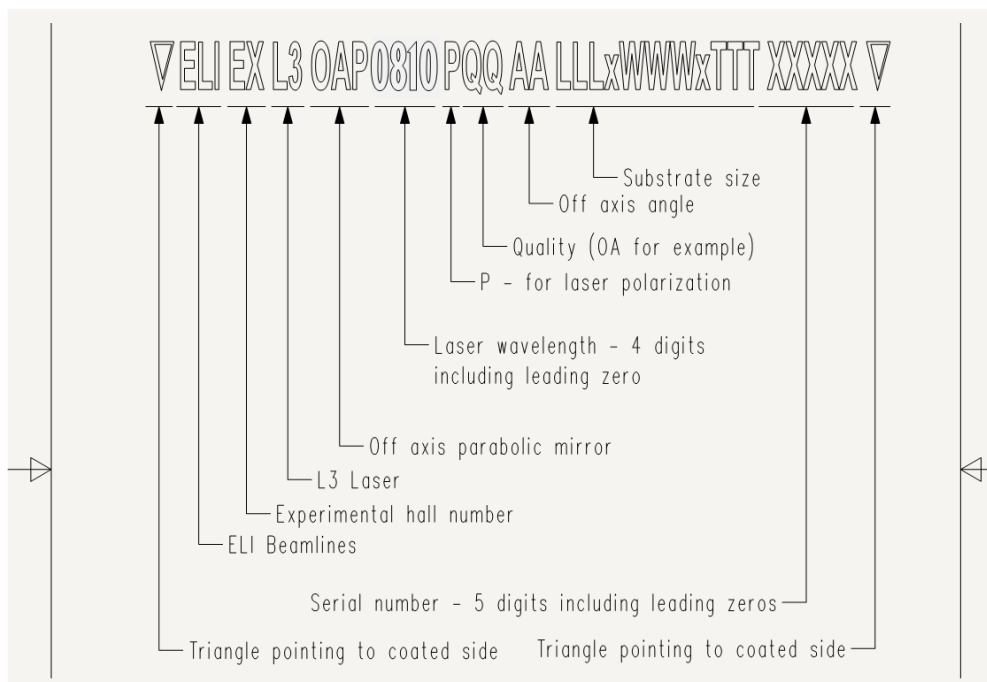 ELI EX L3 OAP0810 PQQ AA LLLxWWWxTTT XXXXX
Substrate size
Off axis angle
Quality (OA for example)
P - for laser polarization
Laser wavelength - 4 digits
including leading zero
Off axis parabolic mirror
L3 Laser
Experimental hall number
ELI Beamlines
Serial number - 5 digits including leading zeros
Triangle pointing to coated side
Triangle pointing to coated side